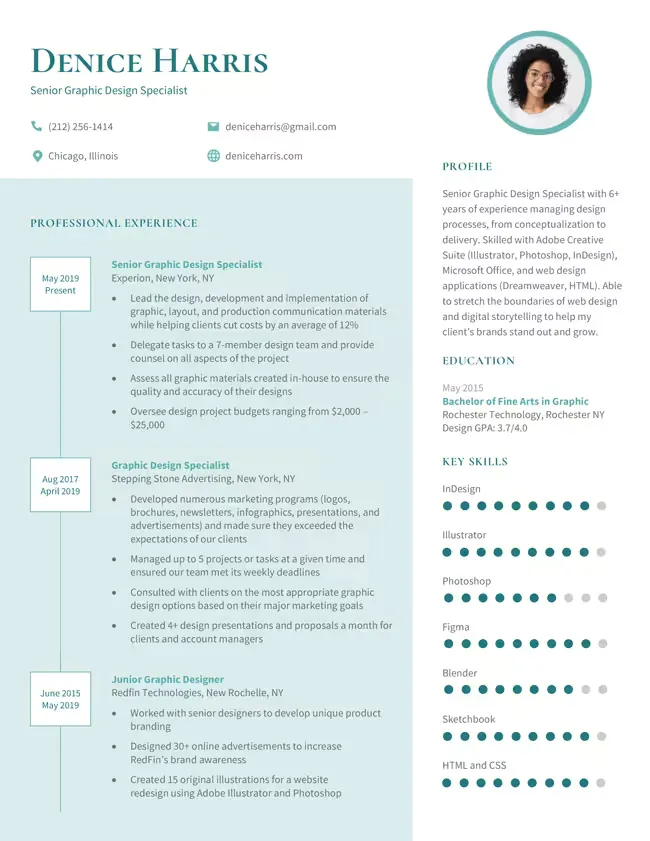 Denice Harris
Senior Graphic Design Specialist
(212) 256-1414
deniceharris@gmail.com
Chicago, Illinois
deniceharris.com
PROFESSIONAL EXPERIENCE
May 2019
Present
Senior Graphic Design Specialist
Experion, New York, NY
• Lead the design, development and implementation of
graphic, layout, and production communication materials
while helping clients cut costs by an average of 12%
• Delegate tasks to a 7-member design team and provide
counsel on all aspects of the project
• Assess all graphic materials created in-house to ensure the
quality and accuracy of their designs
• Oversee design project budgets ranging from $2,000 –
$25,000
Aug 2017
April 2019
Graphic Design Specialist
Stepping Stone Advertising, New York, NY
• Developed numerous marketing programs (logos,
brochures, newsletters, infographics, presentations, and
advertisements) and made sure they exceeded the
expectations of our clients
• Managed up to 5 projects or tasks at a given time and
ensured our team met its weekly deadlines
• Consulted with clients on the most appropriate graphic
design options based on their major marketing goals
• Created 4+ design presentations and proposals a month for
clients and account managers
June 2015
May 2019
Junior Graphic Designer
Redfin Technologies, New Rochelle, NY
• Worked with senior designers to develop unique product
branding
• Designed 30+ online advertisements to increase
RedFin's brand awareness
• Created 15 original illustrations for a website
redesign using Adobe Illustrator and Photoshop
PROFILE
Senior Graphic Design Specialist with 6+
years of experience managing design
processes, from conceptualization to
delivery. Skilled with Adobe Creative
Suite (Illustrator, Photoshop, InDesign),
Microsoft Office, and web design
applications (Dreamweaver, HTML). Able
to stretch the boundaries of web design
and digital storytelling to help my
client's brands stand out and grow.
EDUCATION
May 2015
Bachelor of Fine Arts in Graphic
Rochester Technology, Rochester NY
Design GPA: 3.7/4.0
KEY SKILLS
InDesign
Illustrator
Photoshop
Figma
Blender
Sketchbook
HTML and CSS